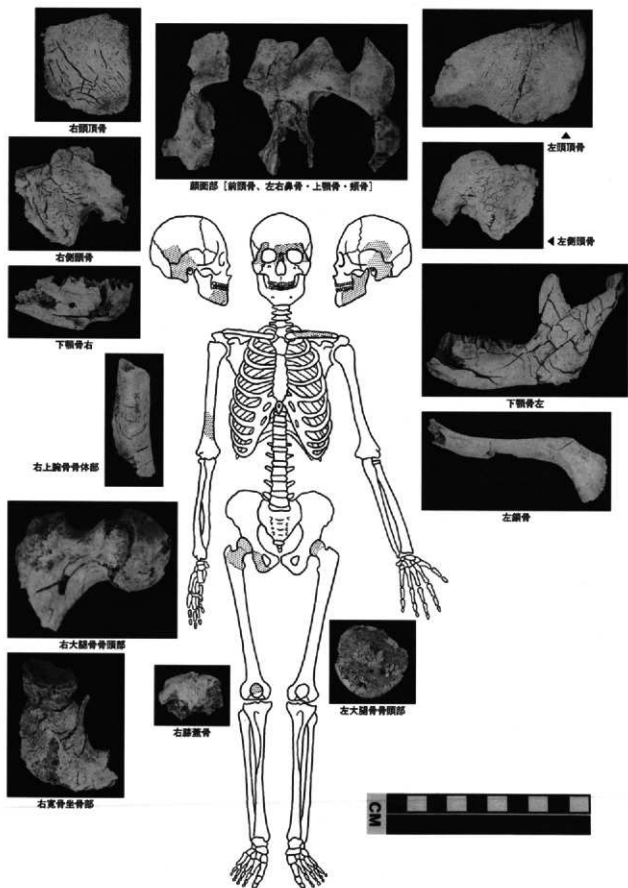 右頭頂骨
顔面部 [前頭骨、左右鼻骨・上顎骨・頬骨]
▲
左頭頂骨
右側頭骨
◀左側頭骨
下顎骨右
下顎骨左
右上腕骨骨体部
左鎖骨
右大腿骨骨頭部
右膝蓋骨
左大腿骨骨頭部
右寛骨坐骨部
CM